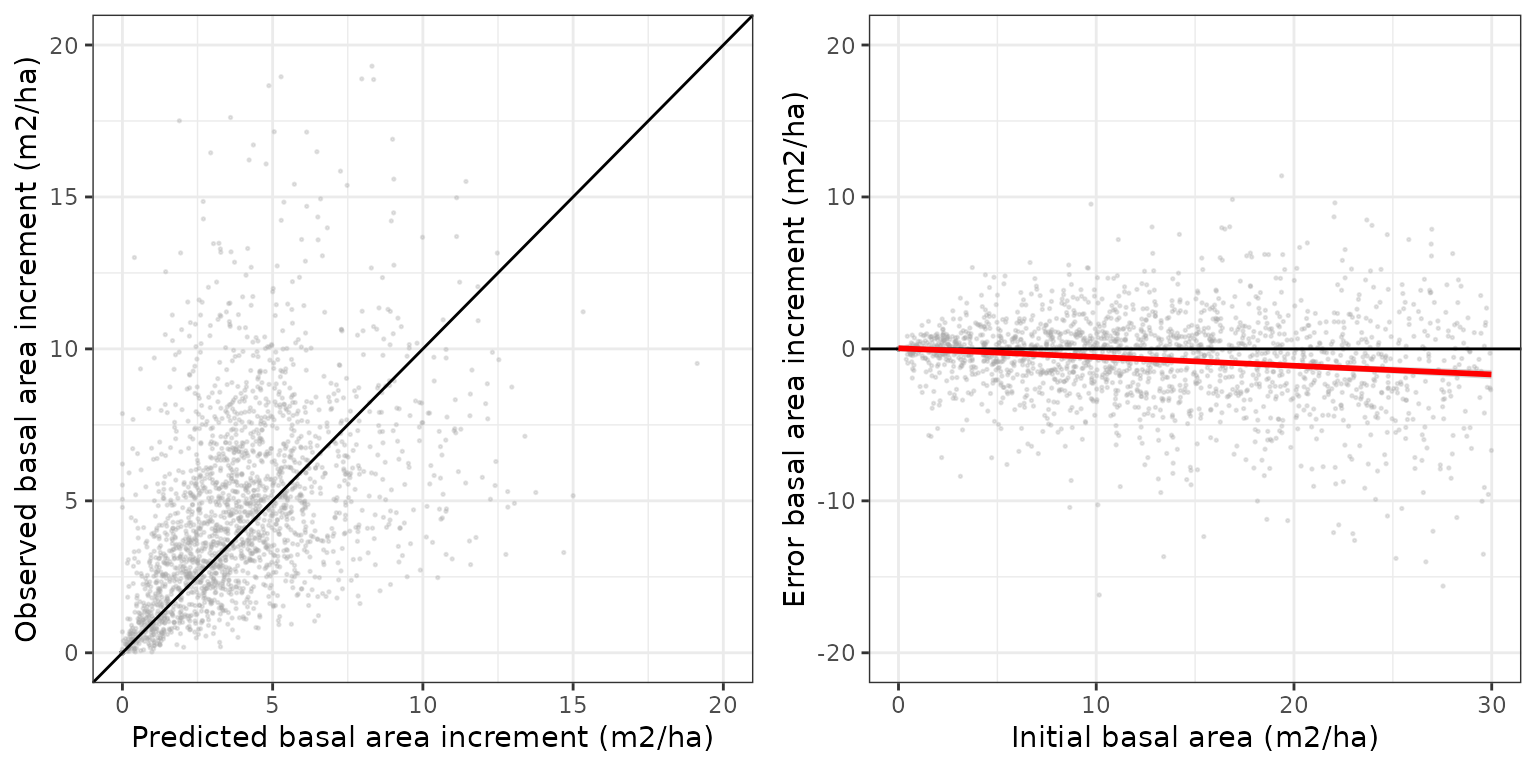 20
15
10
5
0
Observed basal area increment (m2/ha)
0 5 10 15 20
Predicted basal area increment (m2/ha)
20
10
0
-10
-20
Error basal area increment (m2/ha)
0 10 20 30
Initial basal area (m2/ha)